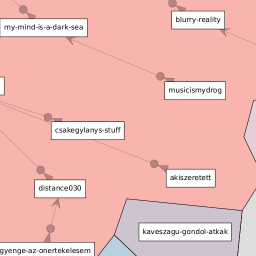 blurry-reality
my-mind-is-a-dark-sea
musicismydrog
csakegylanys-stuff
akiszeretett
distance030
kaveszagu-gondol-atkak
gyenge-az-onertekelesem